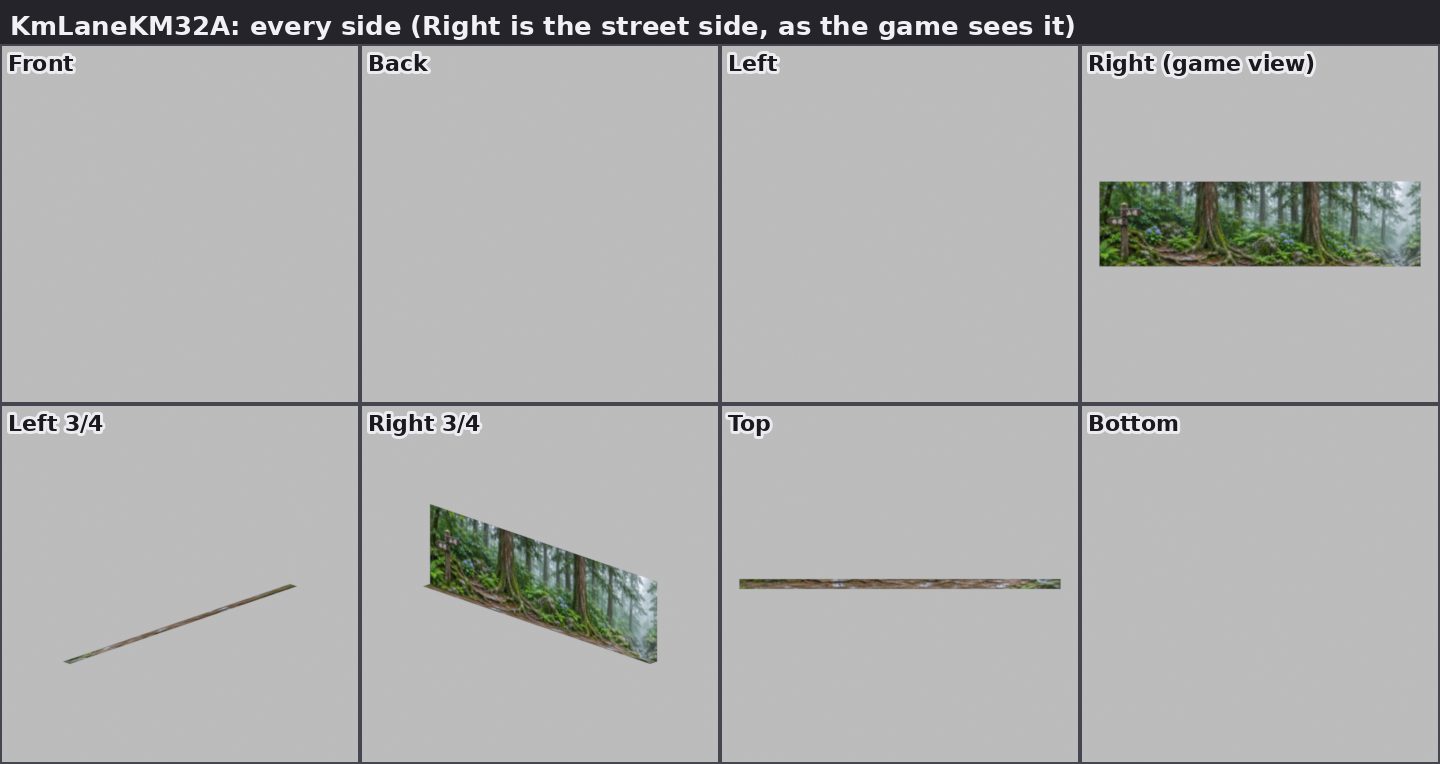 KmLaneKM32A: every side (Right is the street side, as the game sees it)
Front
Back
Left
Right (game view)
Left 3/4
Right 3/4
Top
Bottom